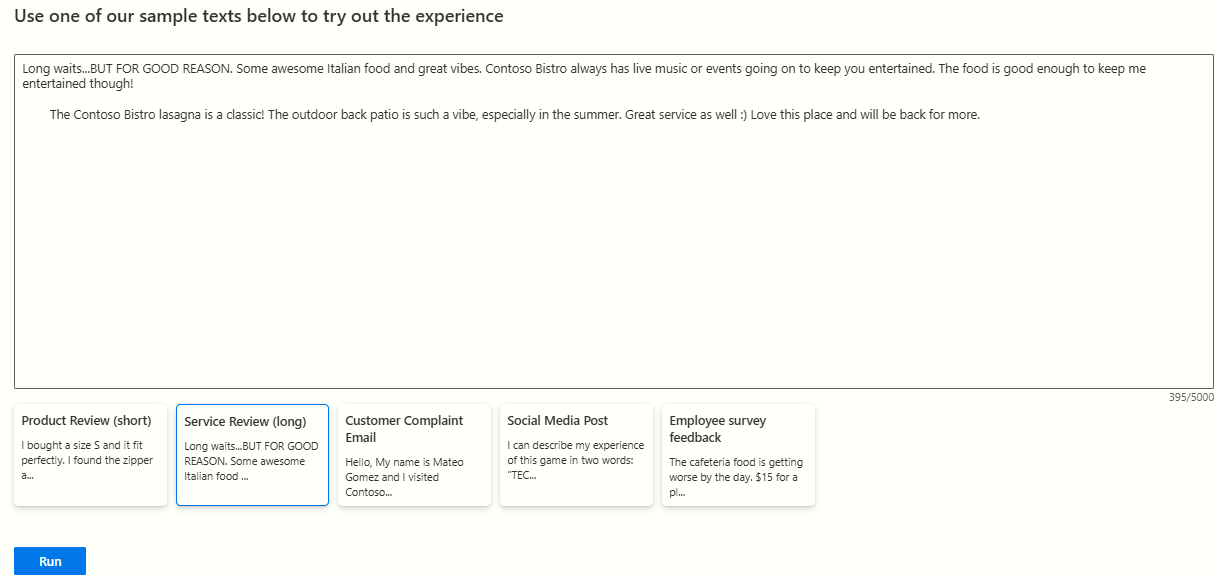 Use one of our sample texts below to try out the experience
Long waits...BUT FOR GOOD REASON. Some awesome Italian food and great vibes. Contoso Bistro always has live music or events going on to keep you entertained. The food is good enough to keep me
entertained though!
The Contoso Bistro lasagna is a classic! The outdoor back patio is such a vibe, especially in the summer. Great service as well :) Love this place and will be back for more.
395/5000
Product Review (short)
I bought a size S and it fit
perfectly. I found the zipper
a...
Service Review (long)
Long waits...BUT FOR GOOD
REASON. Some awesome
Italian food ...
Customer Complaint
Email
Hello, My name is Mateo
Gomez and I visited
Contoso...
Social Media Post
I can describe my experience
of this game in two words:
"TEC...
Employee survey
feedback
The cafeteria food is getting
worse by the day. $15 for a
pl...
Run